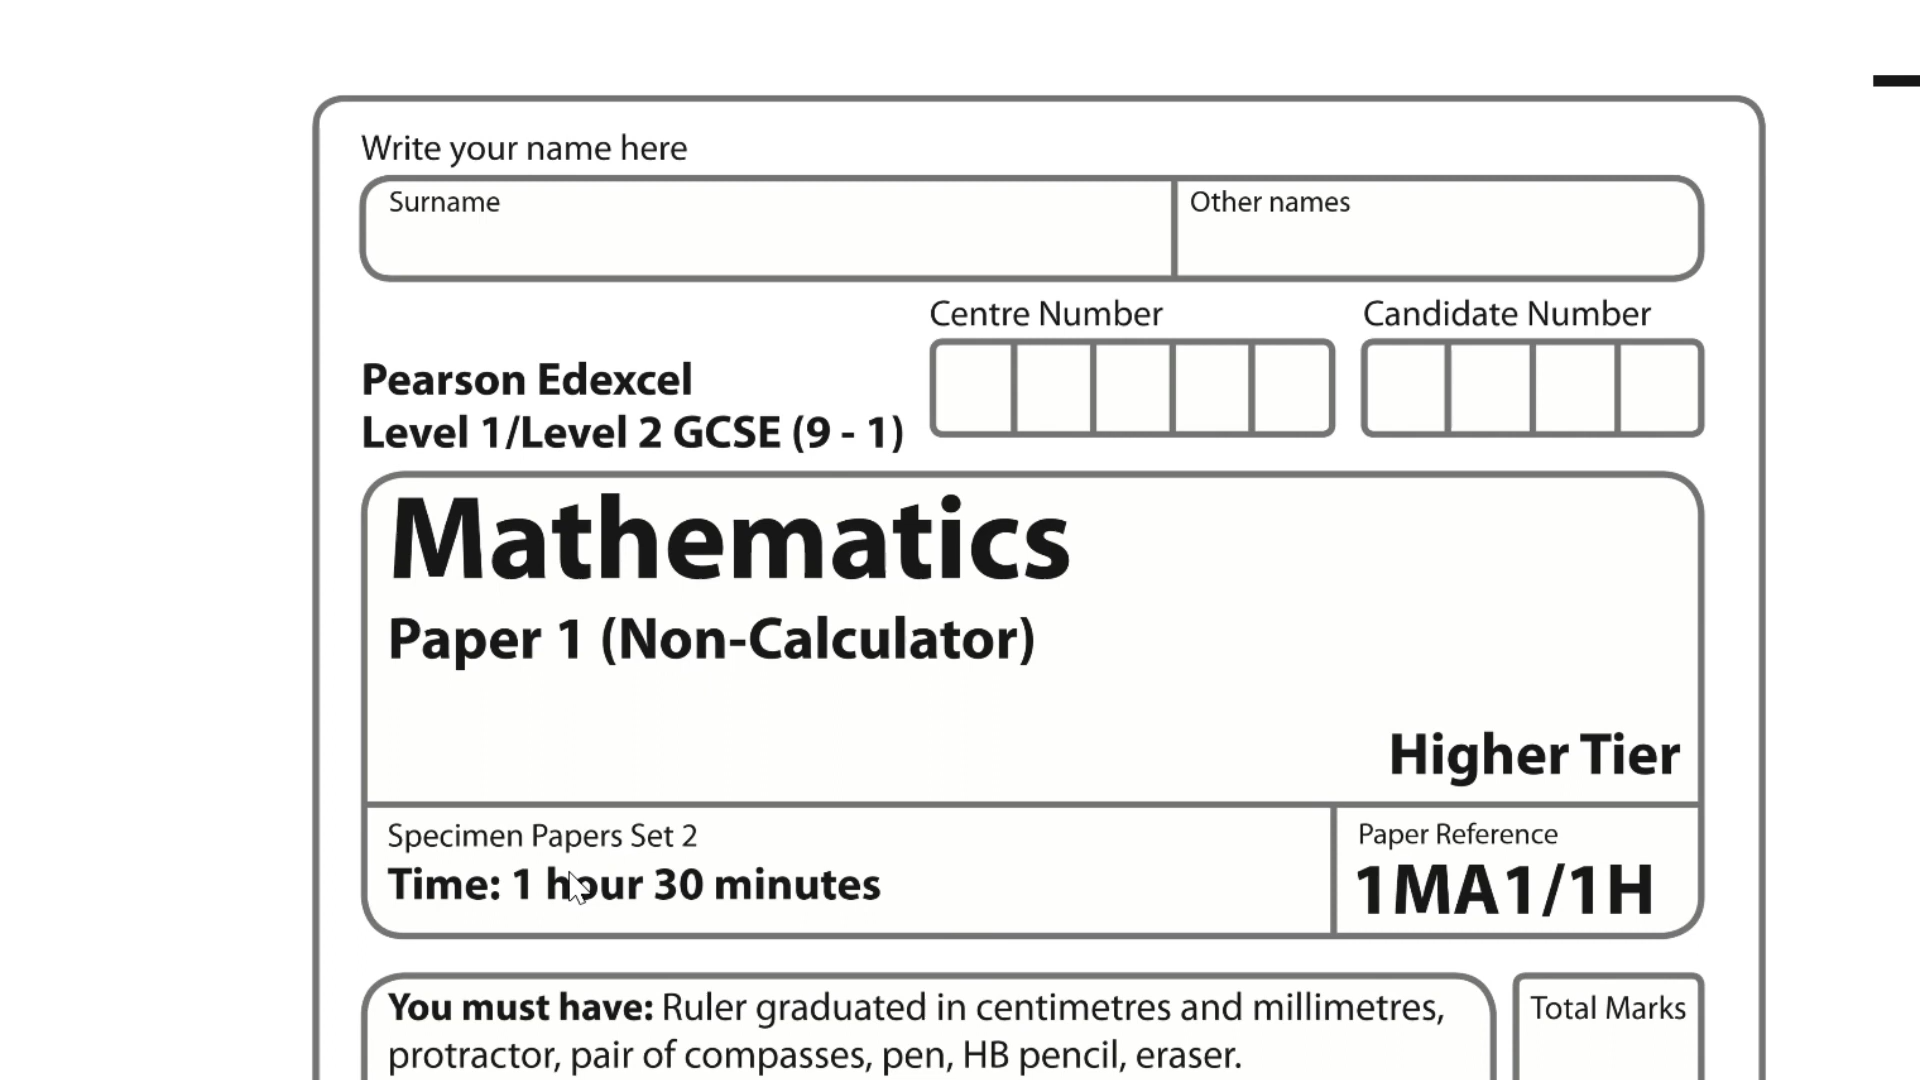 Write your name here
Surname
Other names
Centre Number
Candidate Number
Pearson Edexcel
Level 1/Level 2 GCSE (9 - 1)
Mathematics
Paper 1 (Non-Calculator)
Higher Tier
Specimen Papers Set 2
Time: 1 hour 30 minutes
Paper Reference
1MA1/1H
You must have: Ruler graduated in centimetres and millimetres,
protractor, pair of compasses, pen, HB pencil, eraser.
Total Marks